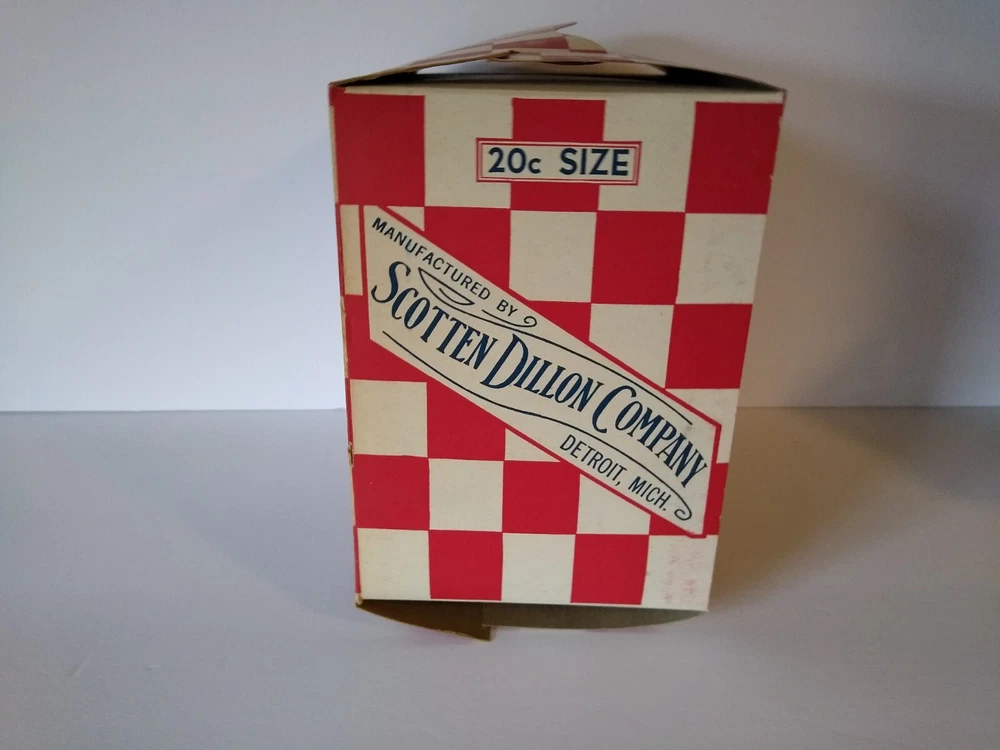 20c SIZE
MANUFACTURED BY
SCOTTEN DILLON COMPANY
DETROIT, MICH.